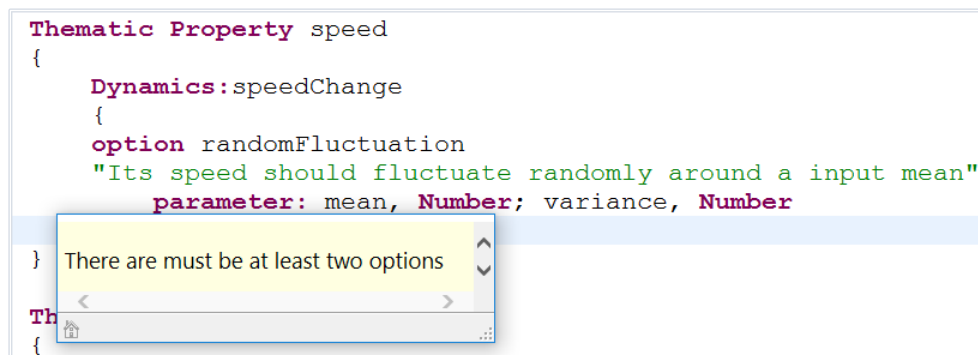 Thematic Property speed
{
Dynamics:speedChange
{
option randomFluctuation
"Its speed should fluctuate randomly around a input mean"
parameter: mean, Number; variance, Number
}
There are must be at least two options
Th
{